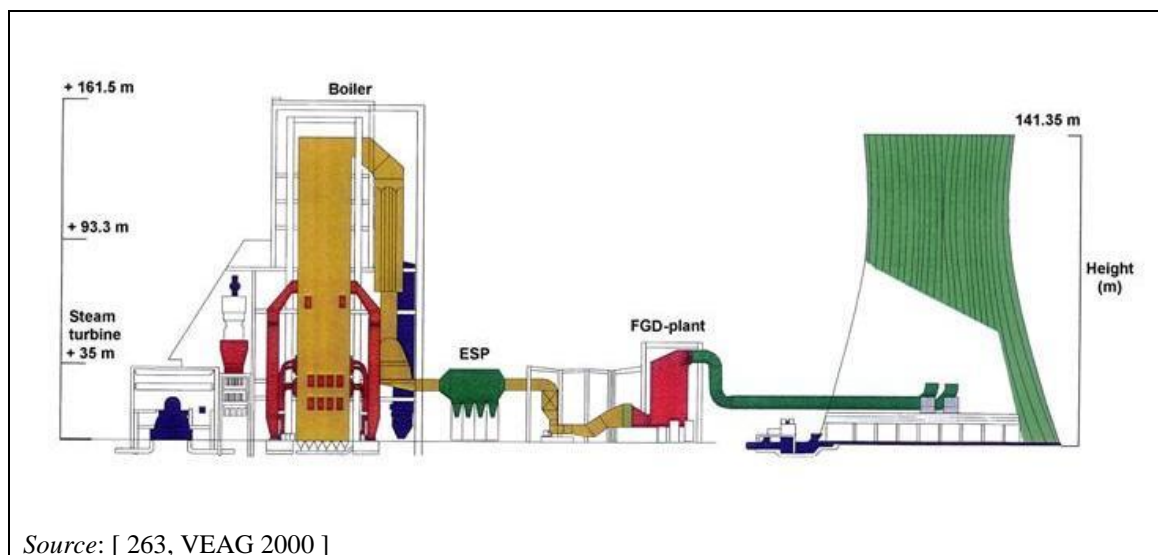 + 161.5 m
Boiler
141.35 m
+ 93.3 m
Height
(m)
Steam
turbine
+ 35 m
FGD-plant
ESP
Source: [ 263, VEAG 2000 ]